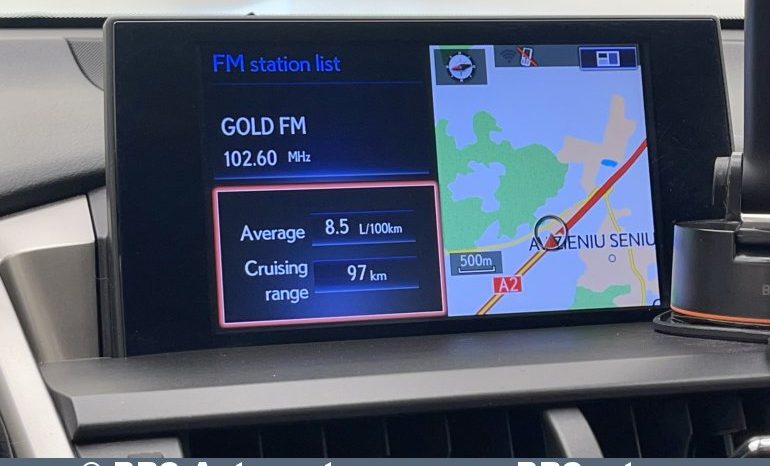 FM station list
GOLD FM
102.60 MHz
Average 8.5 L/100km
Cruising range 97 km
500m
A2